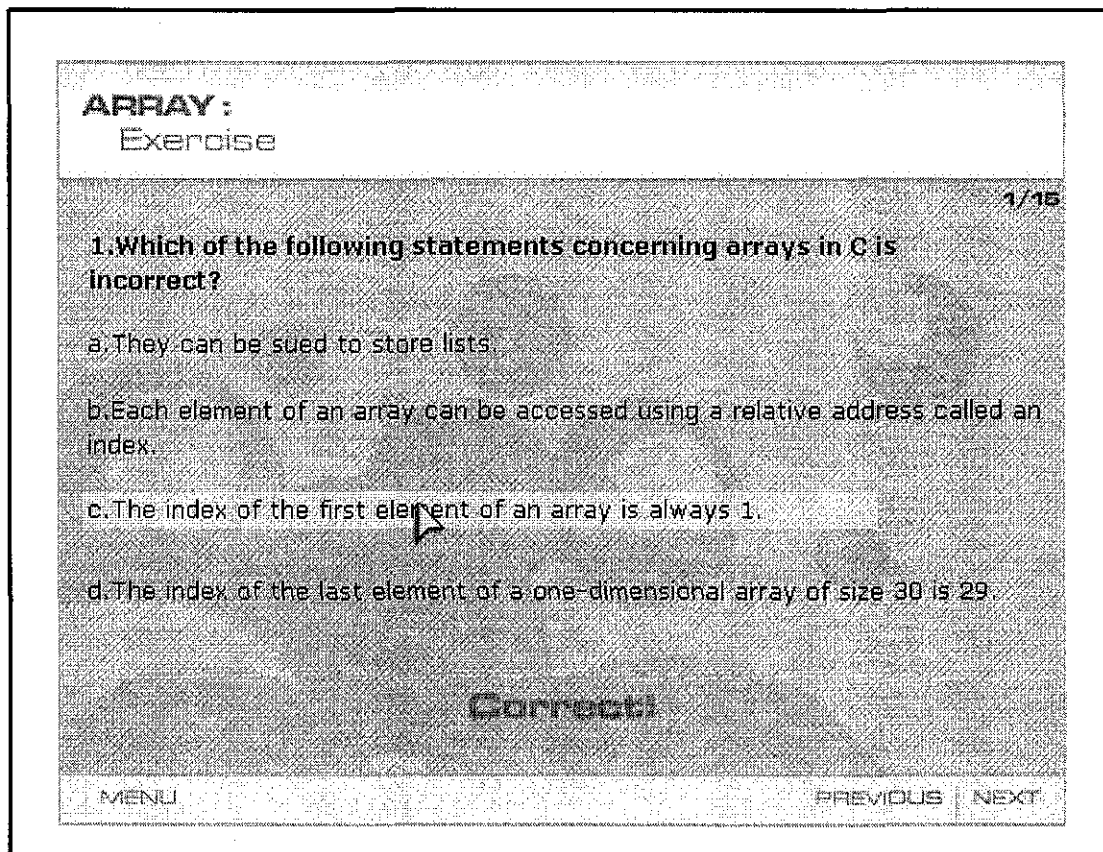 ARRAY :
Exercise
1/15
1.Which of the following statements concerning arrays in C is
incorrect?
a.They can be sued to store lists.
b.Each element of an array can be accessed using a relative address called an
index.
c.The index of the first element of an array is always 1.
d.The index of the last element of a one-dimensional array of size 30 is 29.
Correct!
MENU
PREVIOUS
NEXT